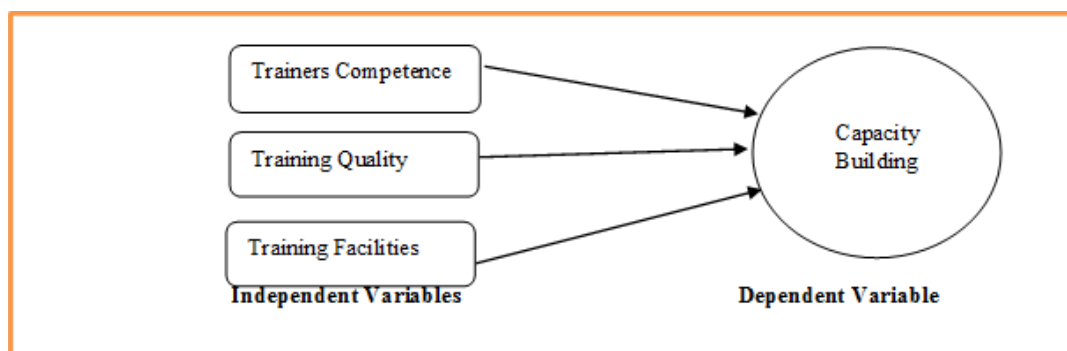 Trainers Competence
Training Quality
Training Facilities
Capacity
Building
Independent Variables
Dependent Variable